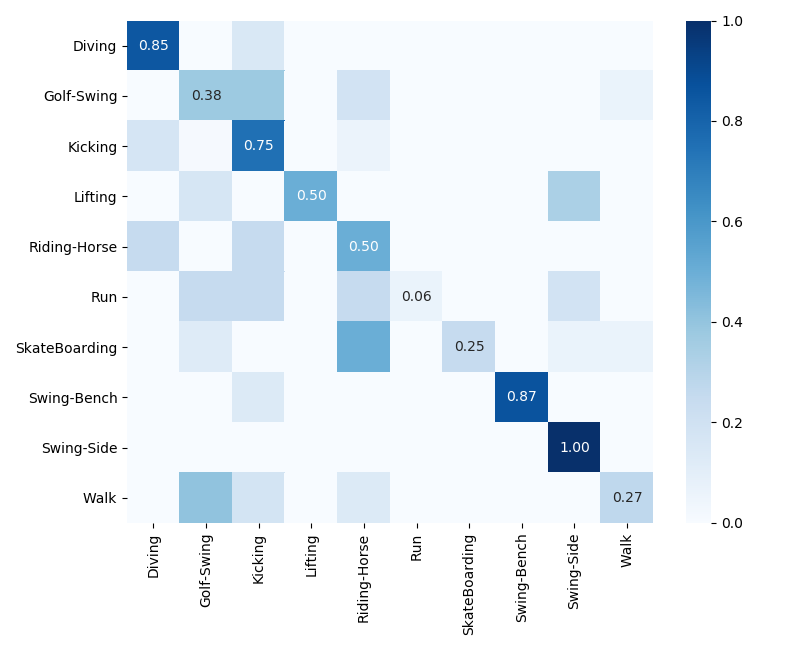 Diving 0.85
Golf-Swing 0.38
Kicking 0.75
Lifting 0.50
Riding-Horse 0.50
Run 0.06
SkateBoarding 0.25
Swing-Bench 0.87
Swing-Side 1.00
Walk 0.27
Diving
Golf-Swing
Kicking
Lifting
Riding-Horse
Run
SkateBoarding
Swing-Bench
Swing-Side
Walk
1.0
0.8
0.6
0.4
0.2
0.0